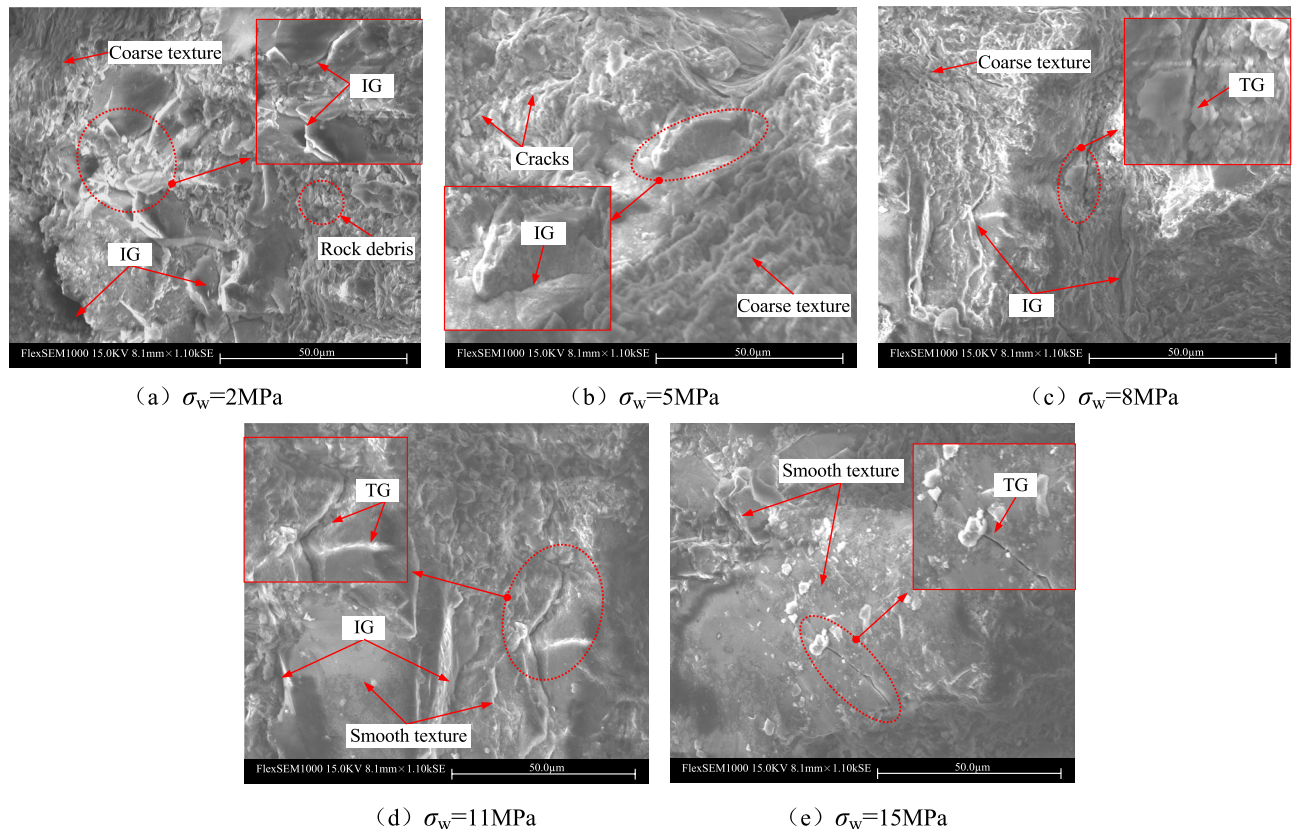 Coarse texture
IG
IG
Rock debris
FlexSEM1000 15.0KV 8.1mm×1.10kSE 50.0μm
(a) σw=2MPa
Cracks
IG
Coarse texture
FlexSEM1000 15.0KV 8.1mm×1.10kSE 50.0μm
(b) σw=5MPa
Coarse texture
TG
IG
FlexSEM1000 15.0KV 8.1mm×1.10kSE 50.0μm
(c) σw=8MPa
TG
IG
Smooth texture
FlexSEM1000 15.0KV 8.1mm×1.10kSE 50.0μm
(d) σw=11MPa
Smooth texture
TG
FlexSEM1000 15.0KV 8.1mm×1.10kSE 50.0μm
(e) σw=15MPa